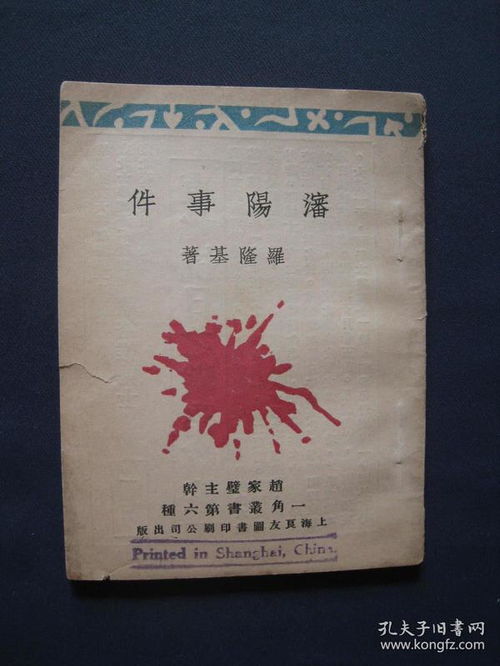 瀋陽事件
羅隆基著
趙家璧主幹
一角叢書第六種
上海良友圖書印刷公司出版
Printed in Shanghai, China.
孔夫子旧书网
www.kongfz.com